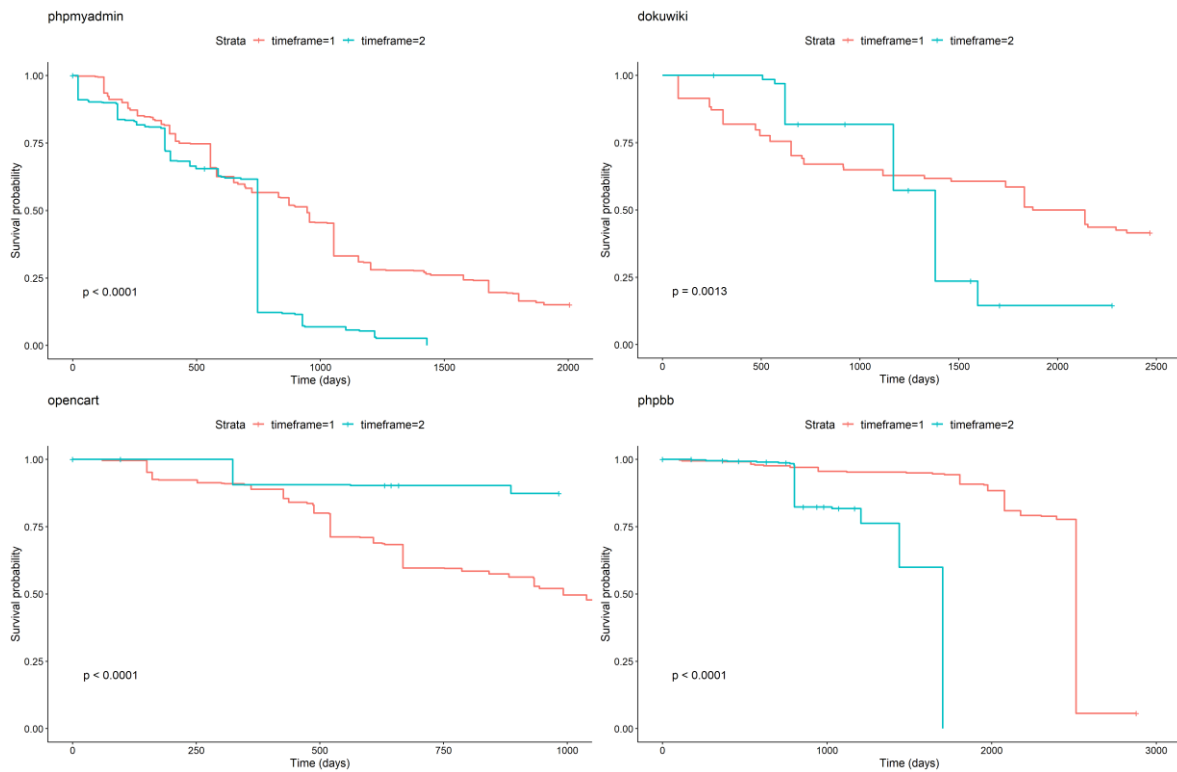 phpmyadmin
Strata timeframe=1 timeframe=2
1.00
0.75
0.50
0.25
0.00
Survival probability
p < 0.0001
0 500 1000 1500 2000
Time (days)
dokuwiki
Strata timeframe=1 timeframe=2
1.00
0.75
0.50
0.25
0.00
Survival probability
p = 0.0013
0 500 1000 1500 2000 2500
Time (days)
opencart
Strata timeframe=1 timeframe=2
1.00
0.75
0.50
0.25
0.00
Survival probability
p < 0.0001
0 250 500 750 1000
Time (days)
phpbb
Strata timeframe=1 timeframe=2
1.00
0.75
0.50
0.25
0.00
Survival probability
p < 0.0001
0 1000 2000 3000
Time (days)